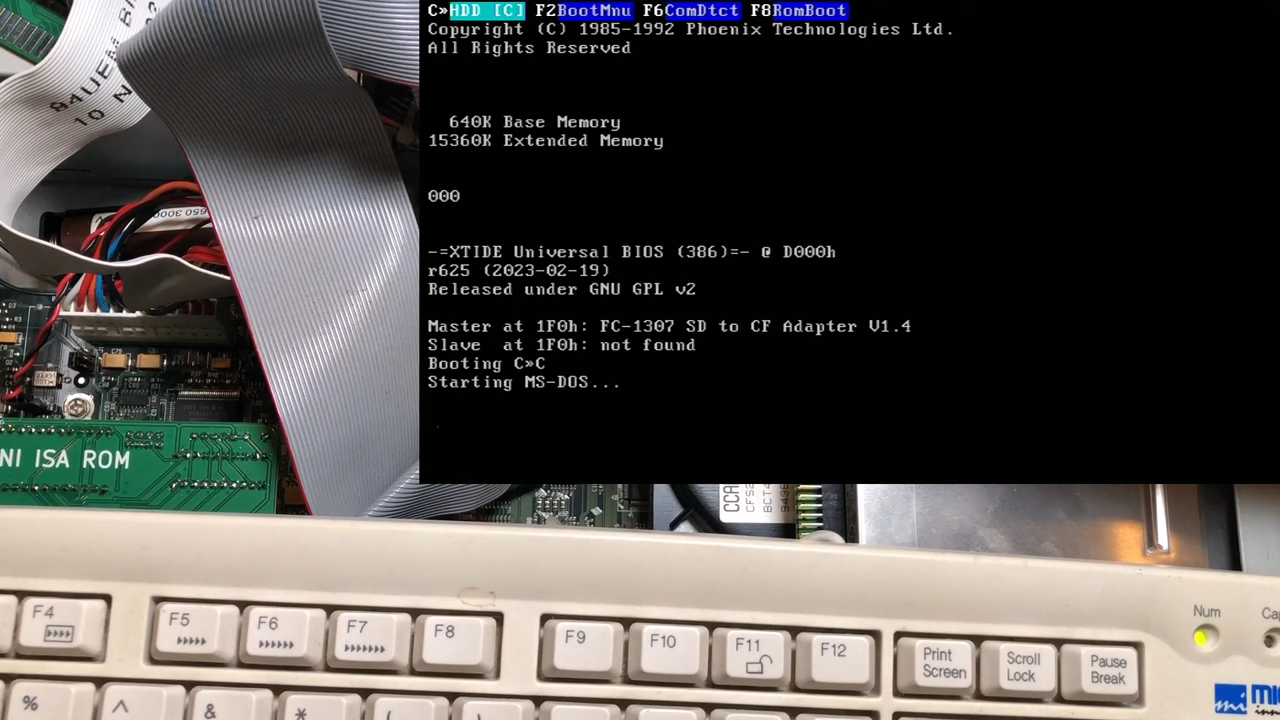 C»HDD [C] F2BootMnu F6ComDtct F8RomBoot
Copyright (C) 1985-1992 Phoenix Technologies Ltd.
All Rights Reserved
640K Base Memory
15360K Extended Memory
000
-=XTIDE Universal BIOS (386)=- @ D000h
r625 (2023-02-19)
Released under GNU GPL v2
Master at 1F0h: FC-1307 SD to CF Adapter V1.4
Slave  at 1F0h: not found
Booting C»C
Starting MS-DOS...
10 N
NI ISA ROM
F4
F5
F6
F7
F8
F9
F10
F11
F12
Print Screen
Scroll Lock
Pause Break
Num
%
^
&
*